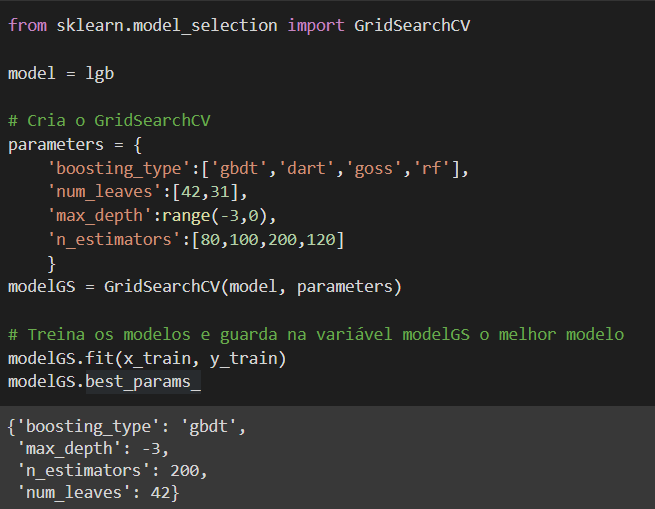 from sklearn.model_selection import GridSearchCV
model = lgb
# Cria o GridSearchCV
parameters = {
    'boosting_type':['gbdt','dart','goss','rf'],
    'num_leaves':[42,31],
    'max_depth':range(-3,0),
    'n_estimators':[80,100,200,120]
    }
modelGS = GridSearchCV(model, parameters)
# Treina os modelos e guarda na variável modelGS o melhor modelo
modelGS.fit(x_train, y_train)
modelGS.best_params_
{'boosting_type': 'gbdt',
 'max_depth': -3,
 'n_estimators': 200,
 'num_leaves': 42}